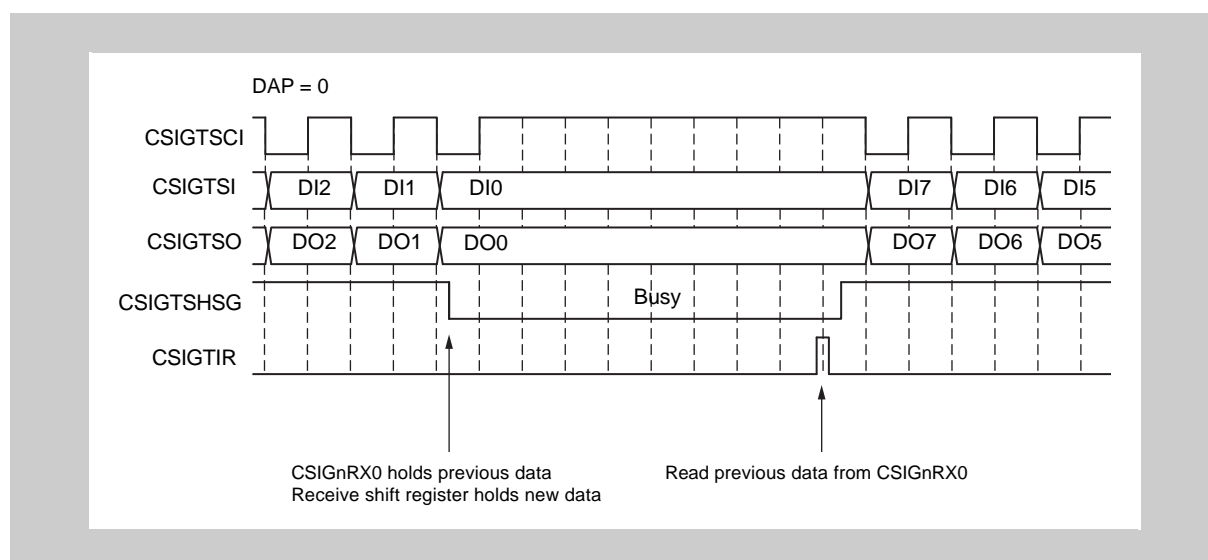 DAP = 0
CSIGTSCI
CSIGTSI DI2 DI1 DI0 DI7 DI6 DI5
CSIGTSO DO2 DO1 DO0 DO7 DO6 DO5
CSIGTSHSG Busy
CSIGTIR
CSIGnRX0 holds previous data
Receive shift register holds new data
Read previous data from CSIGnRX0